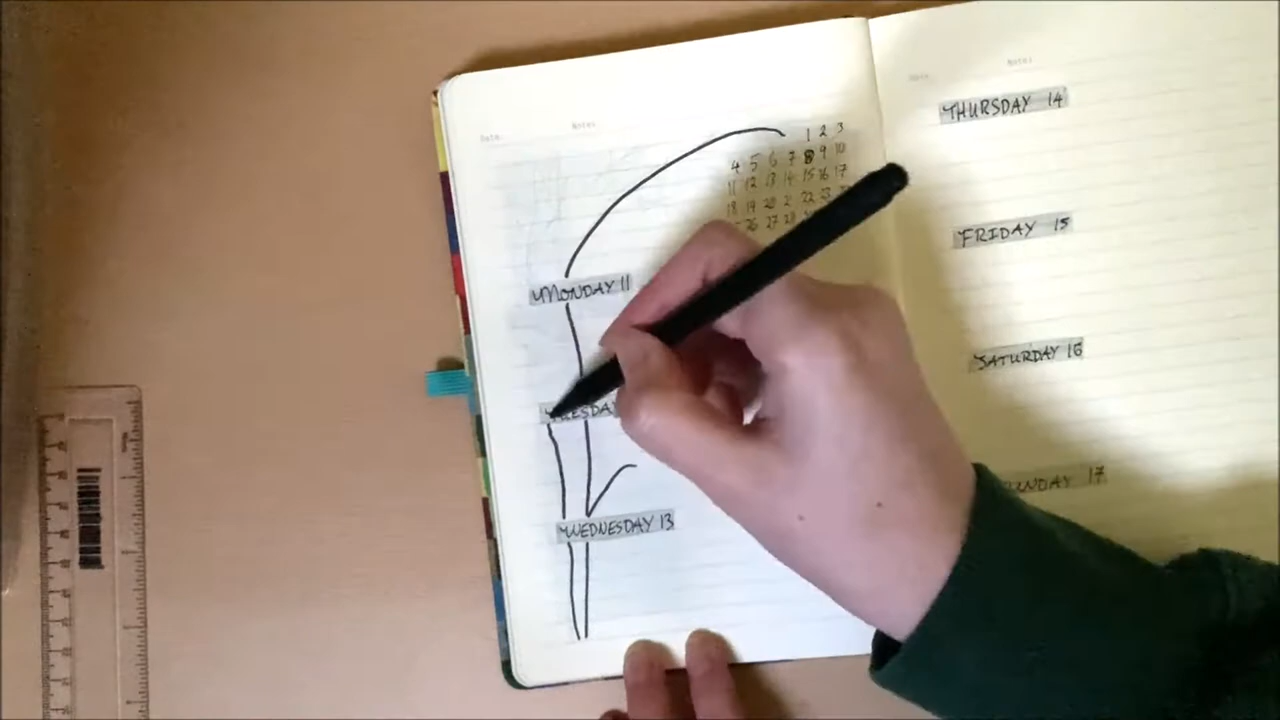 Date Notes
1 2 3
4 5 6 7 8 9 10
11 12 13 14 15 16 17
18 19 20 21 22 23
26 27 28
MONDAY 11
WEDNESDAY 13
Notes
THURSDAY 14
FRIDAY 15
SATURDAY 16
17